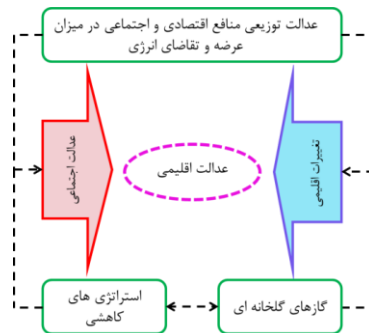 عدالت توزیعی منافع اقتصادی و اجتماعی در میزان
عرضه و تقاضای انرژی
تغییرات اقلیمی
عدالت اقلیمی
عدالت اجتماعی
گازهای گلخانه ای
استراتژی های
کاهشی